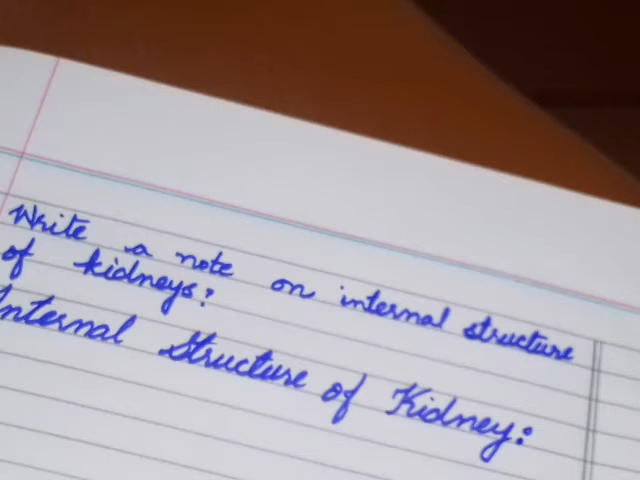 Write a note on internal structure
of kidneys?
Internal Structure of Kidney: